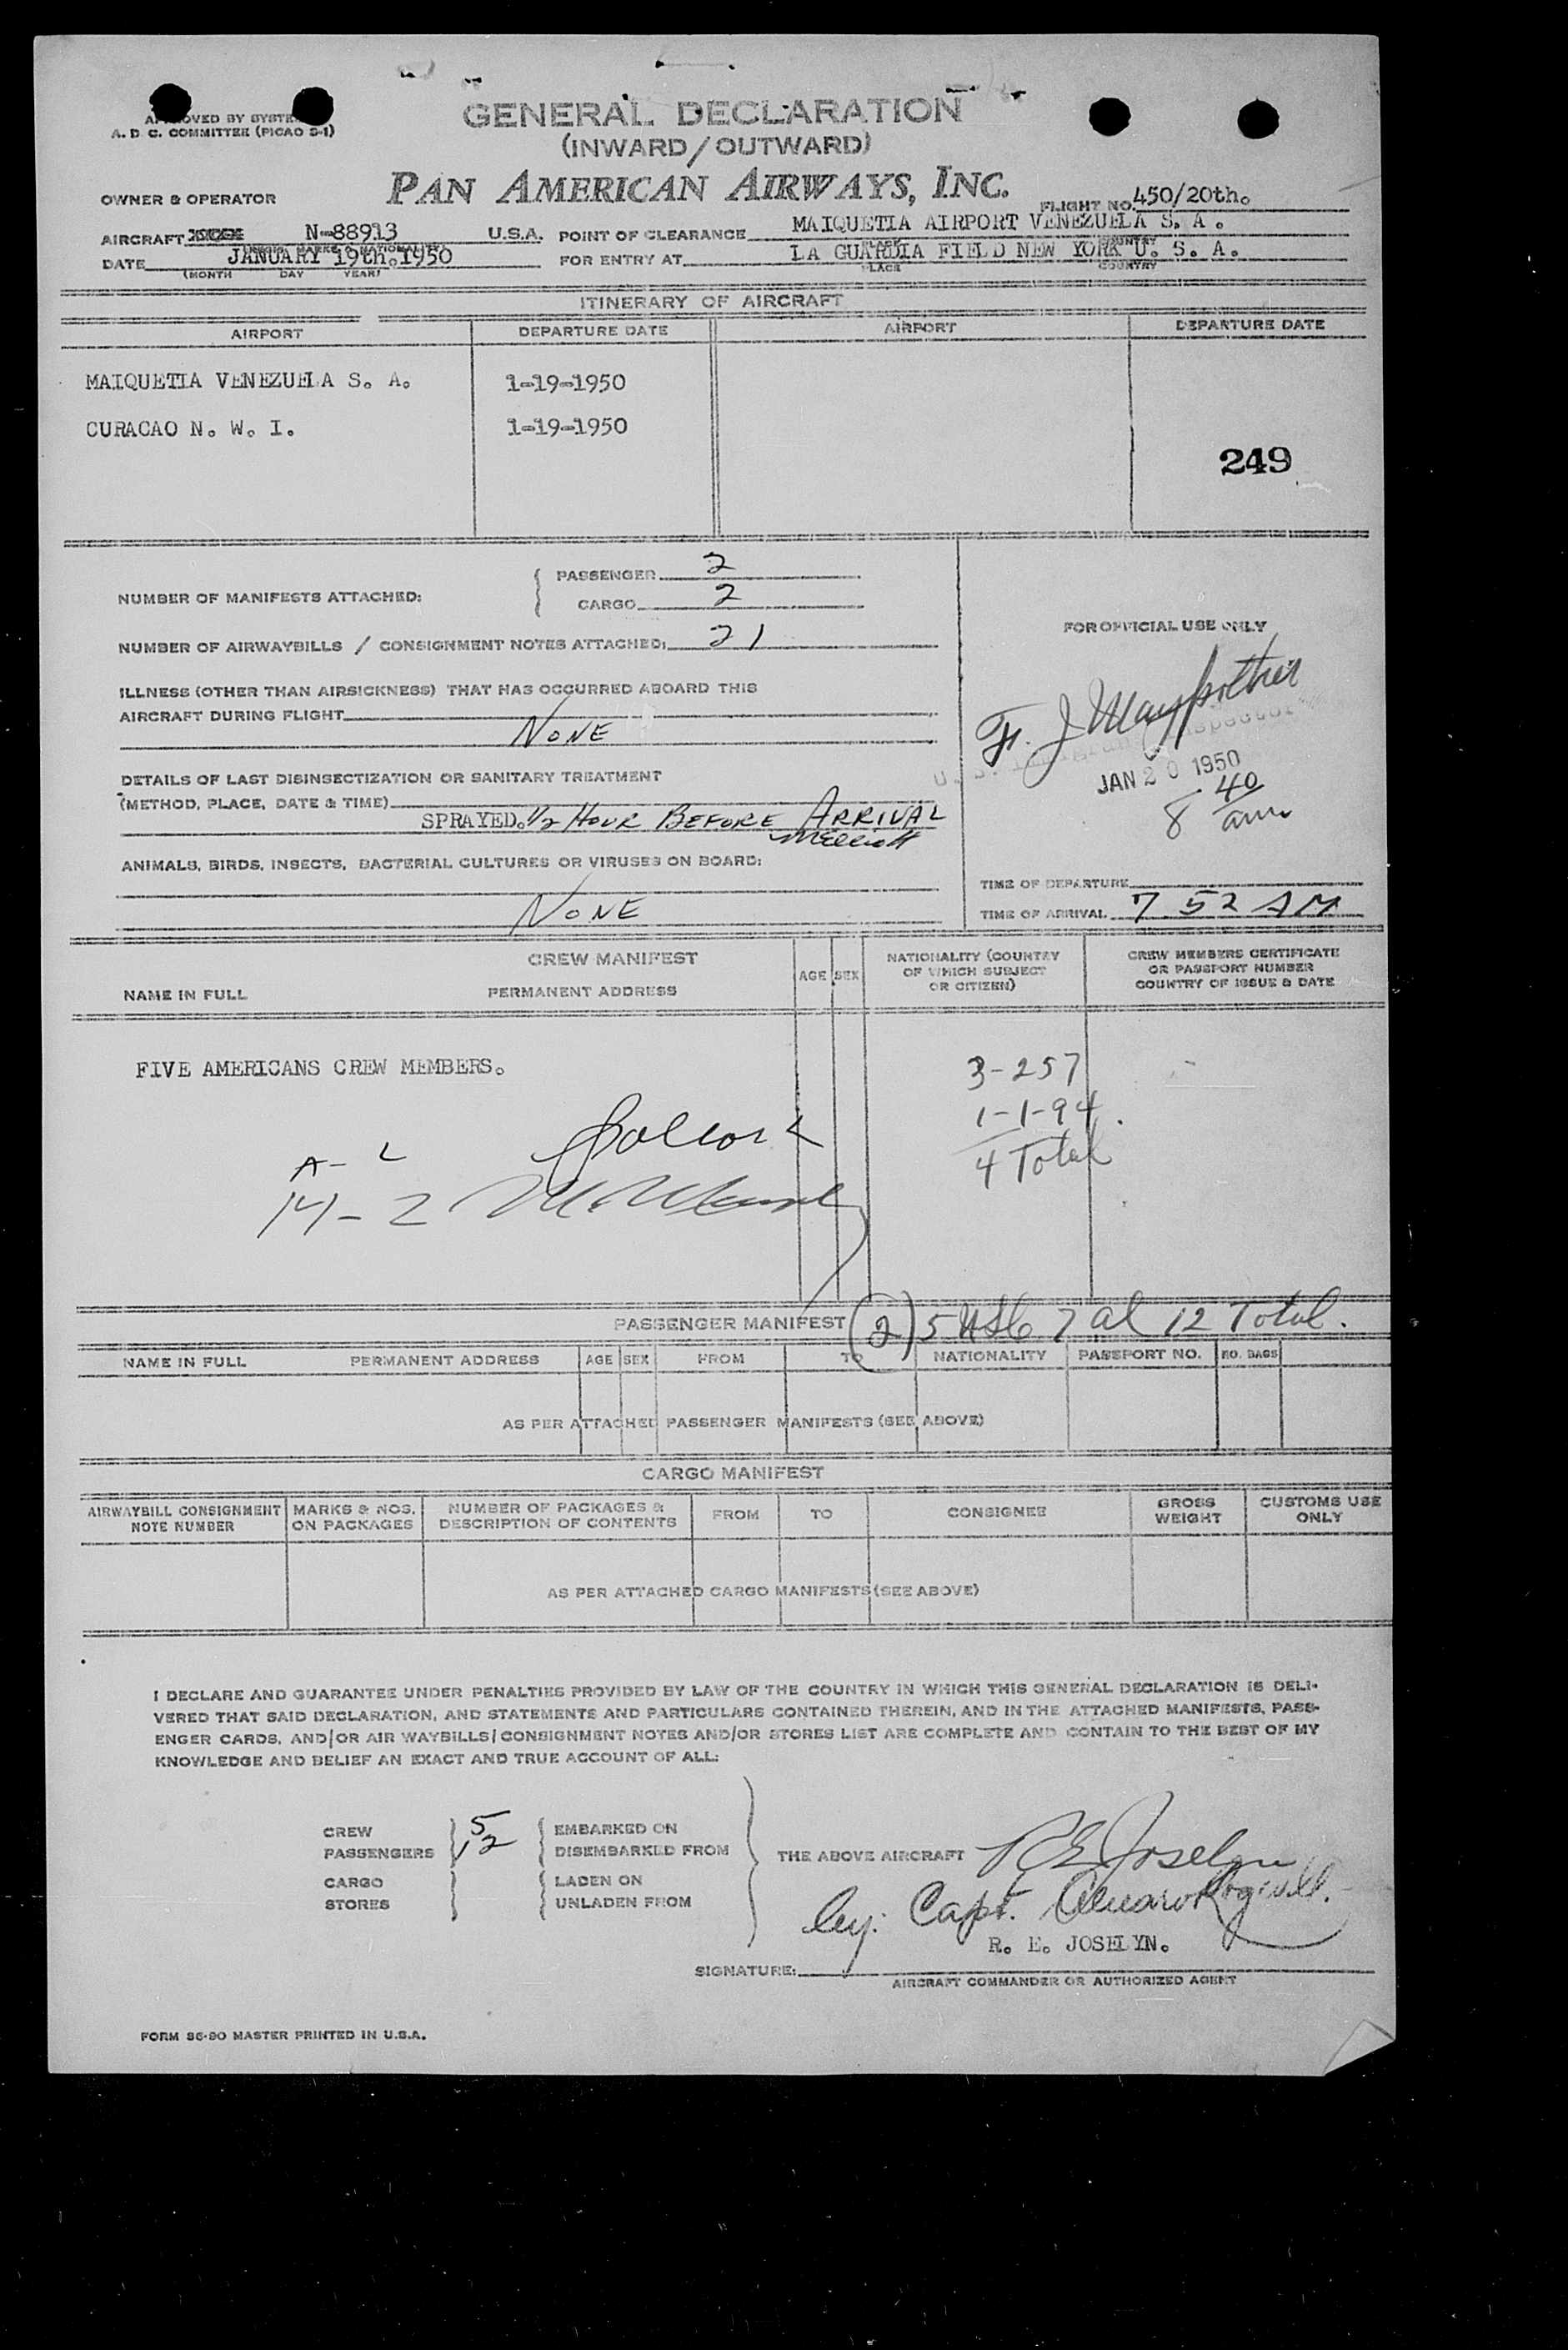 GENERAL DECLARATION
(INWARD/OUTWARD)
A. D. C. COMMITTEE (PICAO S-1)
OWNER & OPERATOR PAN AMERICAN AIRWAYS, INC. FLIGHT NO. 450/20th.
AIRCRAFT N-88913 U.S.A. POINT OF CLEARANCE MAIQUETIA AIRPORT VENEZUELA S. A.
DATE JANUARY 19th.1950 FOR ENTRY AT LA GUARDIA FIELD NEW YORK U. S. A.
(MONTH DAY YEAR) PLACE COUNTRY
ITINERARY OF AIRCRAFT
AIRPORT DEPARTURE DATE AIRPORT DEPARTURE DATE
MAIQUETIA VENEZUELA S. A. 1-19-1950
CURACAO N. W. I. 1-19-1950
249
NUMBER OF MANIFESTS ATTACHED: PASSENGER 2
CARGO 2
NUMBER OF AIRWAYBILLS / CONSIGNMENT NOTES ATTACHED: 21
FOR OFFICIAL USE ONLY
ILLNESS (OTHER THAN AIRSICKNESS) THAT HAS OCCURRED ABOARD THIS
AIRCRAFT DURING FLIGHT
NONE
JAN 20 1950
8 40 am
DETAILS OF LAST DISINSECTIZATION OR SANITARY TREATMENT
(METHOD, PLACE, DATE & TIME)
SPRAYED. 1/2 HOUR BEFORE ARRIVAL
ANIMALS, BIRDS, INSECTS, BACTERIAL CULTURES OR VIRUSES ON BOARD:
NONE
TIME OF DEPARTURE
TIME OF ARRIVAL 7 52 AM
CREW MANIFEST
NAME IN FULL PERMANENT ADDRESS AGE SEX NATIONALITY (COUNTRY OF WHICH SUBJECT OR CITIZEN) CREW MEMBERS CERTIFICATE OR PASSPORT NUMBER COUNTRY OF ISSUE & DATE
FIVE AMERICANS CREW MEMBERS.
3-257
1-1-94
4 Total
PASSENGER MANIFEST (2) 5 USC 7 al 12 Total.
NAME IN FULL PERMANENT ADDRESS AGE SEX FROM TO NATIONALITY PASSPORT NO. NO. BAGS
AS PER ATTACHED PASSENGER MANIFESTS (SEE ABOVE)
CARGO MANIFEST
AIRWAYBILL CONSIGNMENT NOTE NUMBER MARKS & NOS. ON PACKAGES NUMBER OF PACKAGES & DESCRIPTION OF CONTENTS FROM TO CONSIGNEE GROSS WEIGHT CUSTOMS USE ONLY
AS PER ATTACHED CARGO MANIFESTS (SEE ABOVE)
I DECLARE AND GUARANTEE UNDER PENALTIES PROVIDED BY LAW OF THE COUNTRY IN WHICH THIS GENERAL DECLARATION IS DELI-
VERED THAT SAID DECLARATION, AND STATEMENTS AND PARTICULARS CONTAINED THEREIN, AND IN THE ATTACHED MANIFESTS, PASS-
ENGER CARDS, AND/OR AIR WAYBILLS/CONSIGNMENT NOTES AND/OR STORES LIST ARE COMPLETE AND CONTAIN TO THE BEST OF MY
KNOWLEDGE AND BELIEF AN EXACT AND TRUE ACCOUNT OF ALL:
CREW 5 EMBARKED ON
PASSENGERS 12 DISEMBARKED FROM THE ABOVE AIRCRAFT R E Joselyn
CARGO LADEN ON
STORES UNLADEN FROM
by: Capt.
R. E. JOSELYN.
SIGNATURE:
AIRCRAFT COMMANDER OR AUTHORIZED AGENT
FORM 86-90 MASTER PRINTED IN U.S.A.